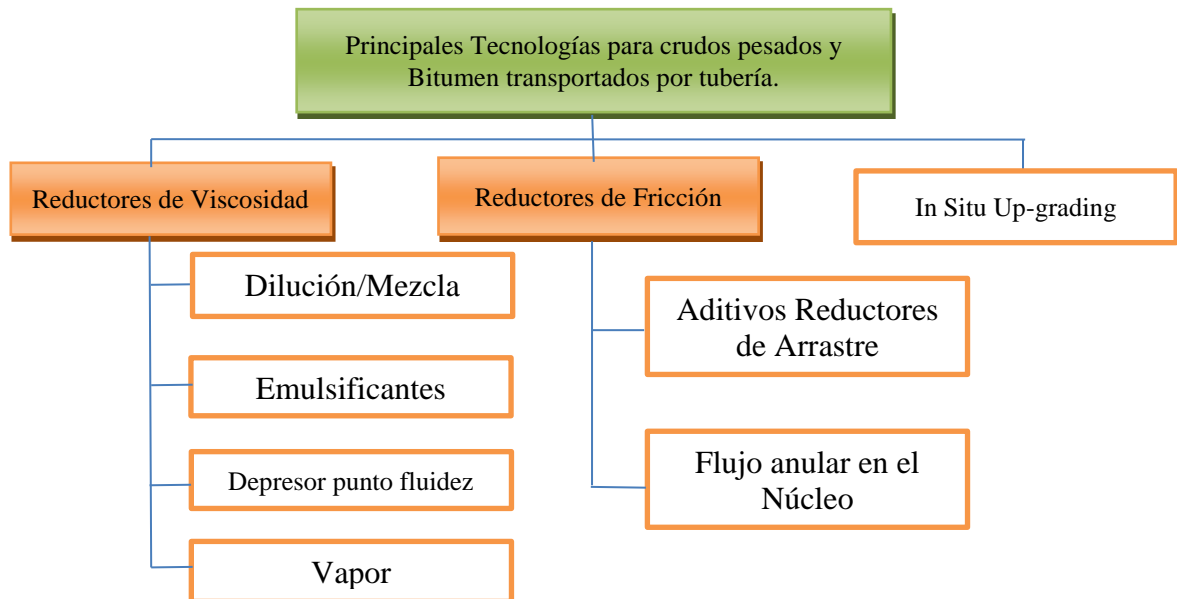 Principales Tecnologías para crudos pesados y
Bitumen transportados por tubería.
Reductores de Viscosidad
Reductores de Fricción
In Situ Up-grading
Dilución/Mezcla
Emulsificantes
Depresor punto fluidez
Vapor
Aditivos Reductores
de Arrastre
Flujo anular en el
Núcleo